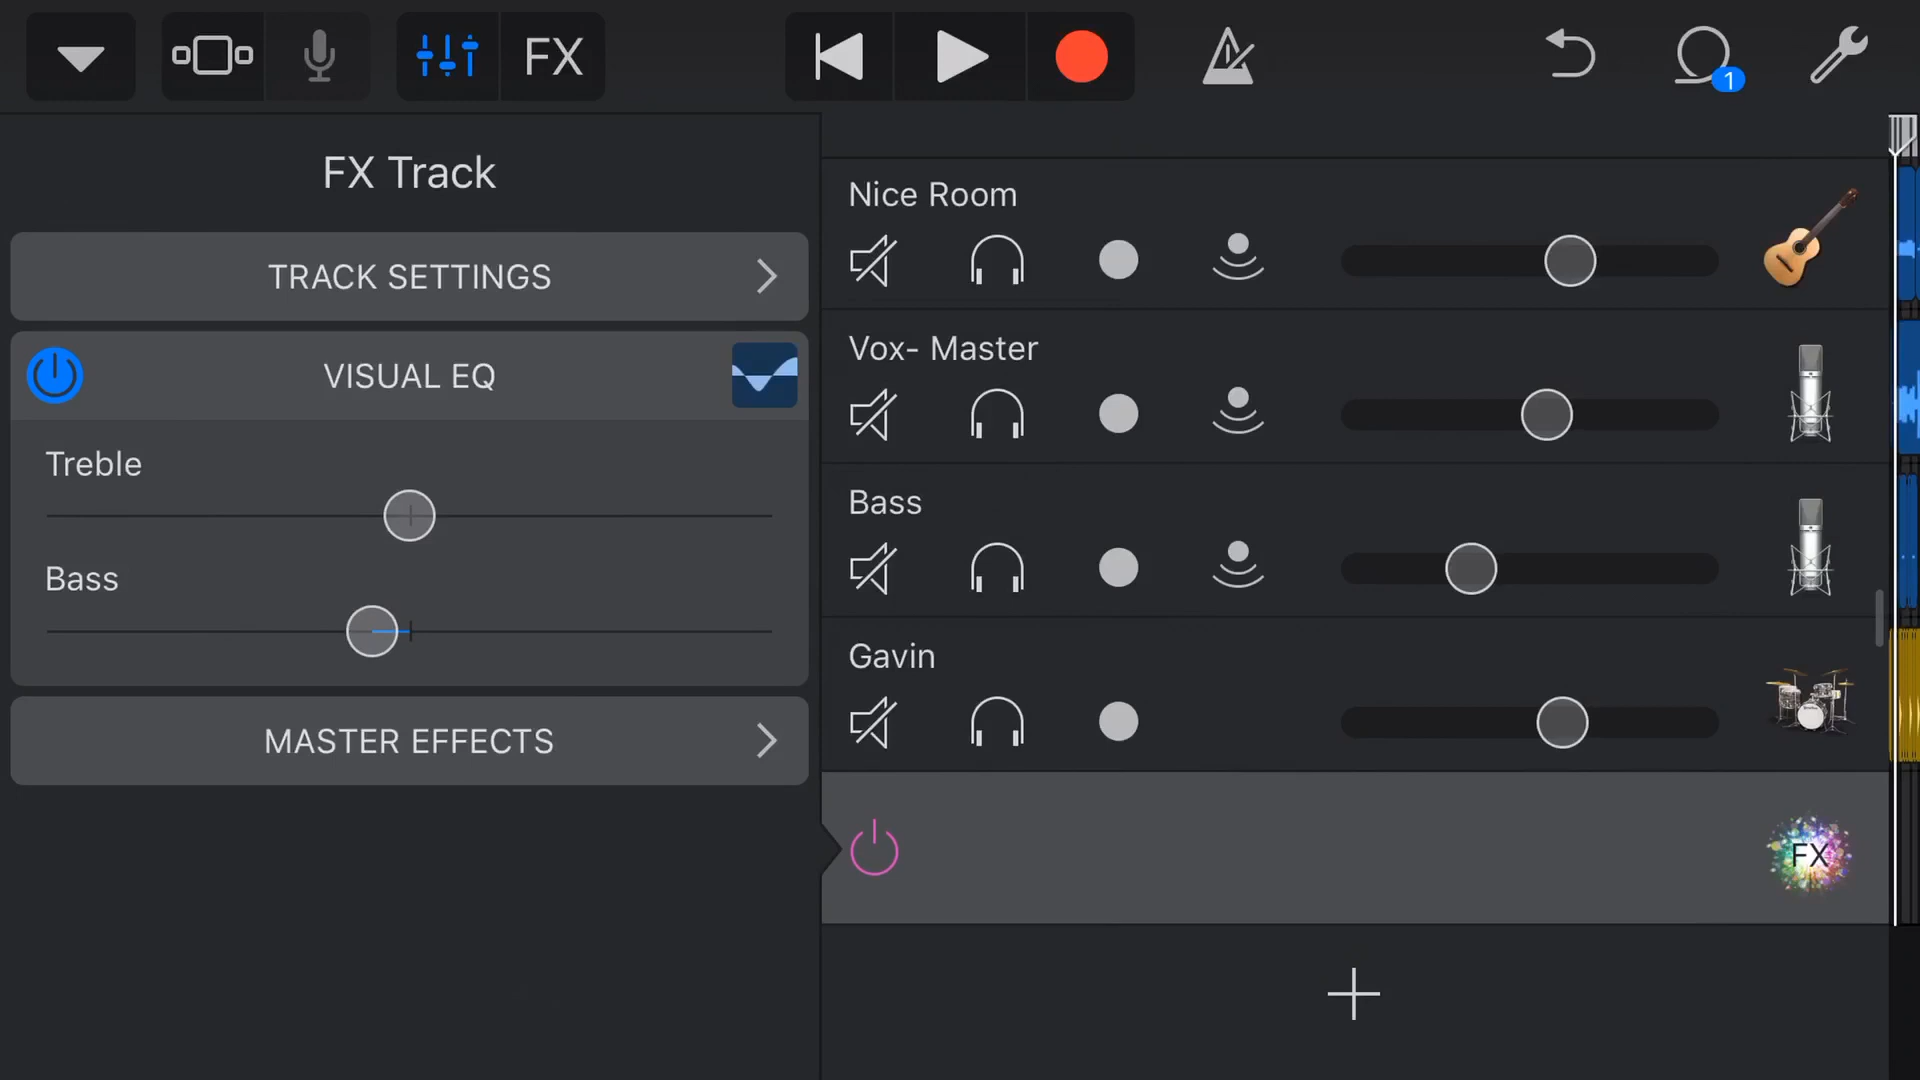 FX
1
FX Track
TRACK SETTINGS
VISUAL EQ
Treble
Bass
MASTER EFFECTS
Nice Room
Vox- Master
Bass
Gavin
FX